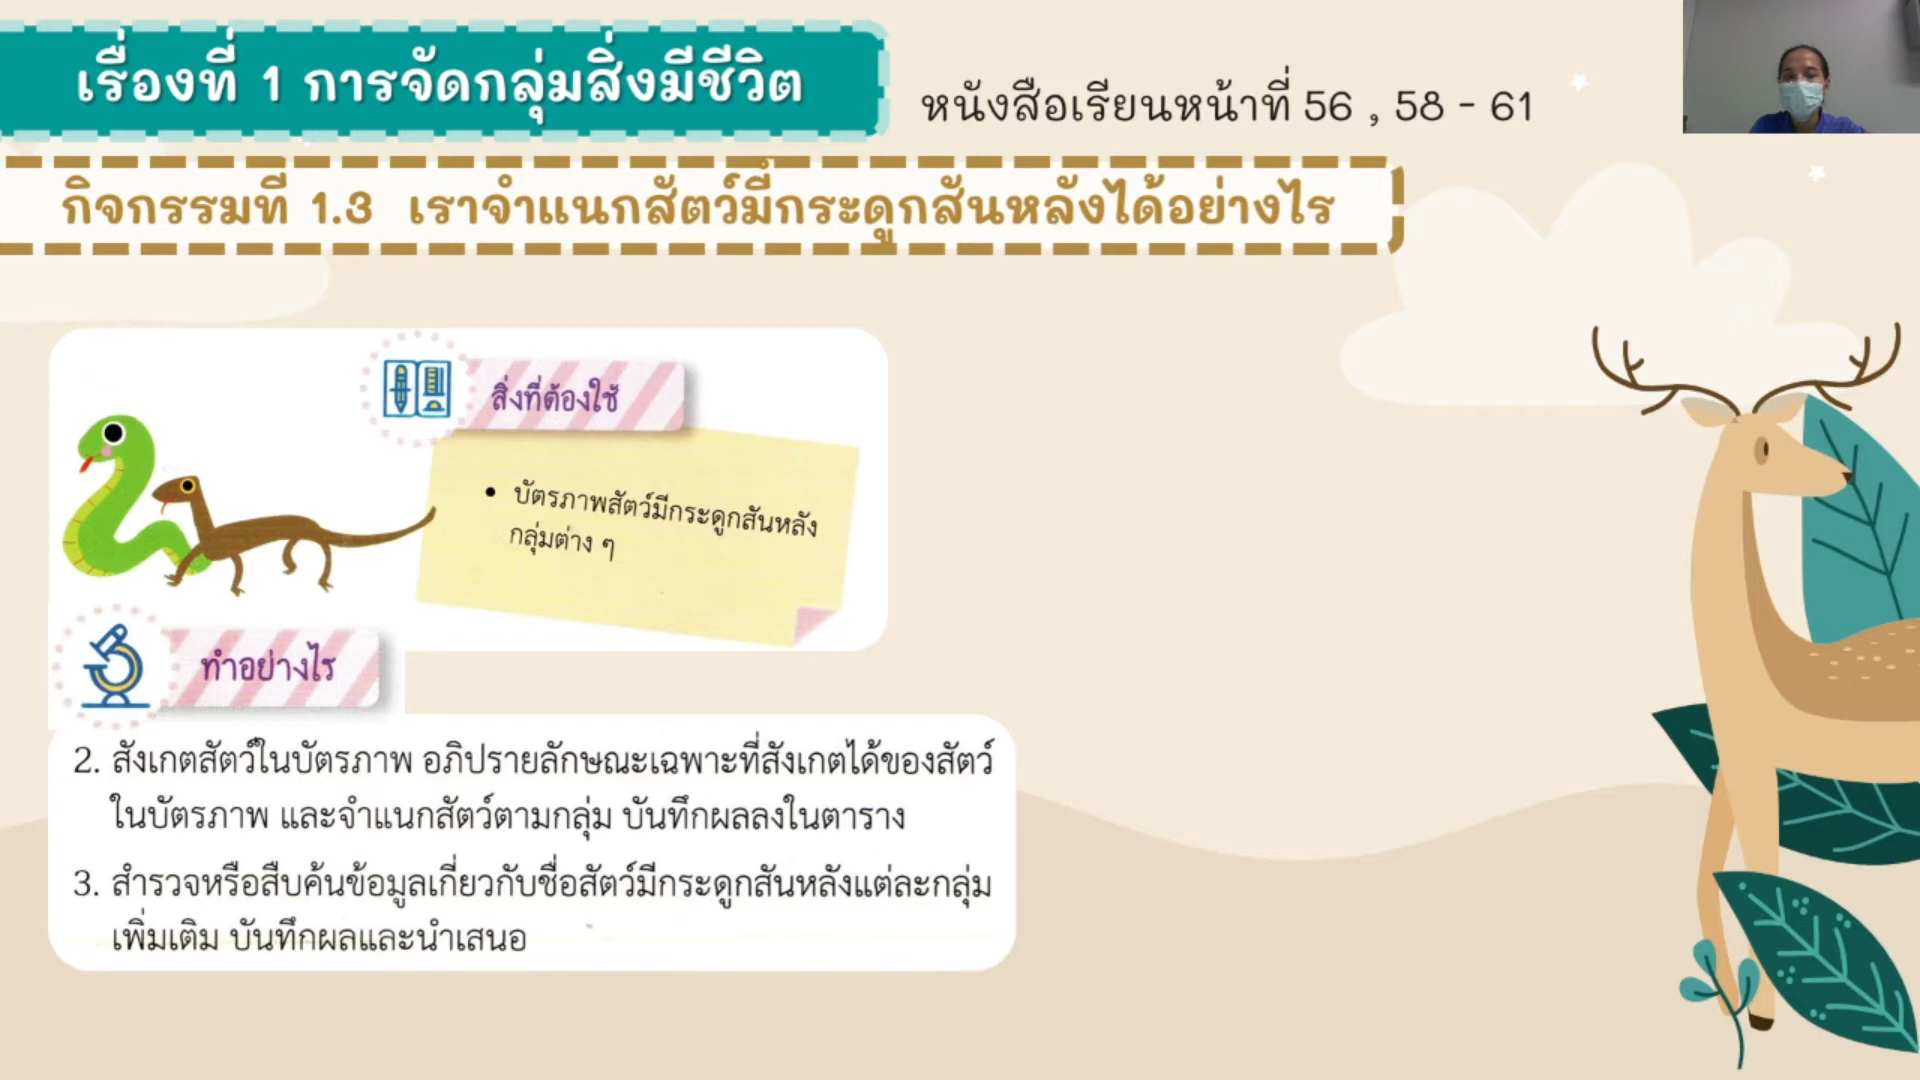 เรื่องที่ 1 การจัดกลุ่มสิ่งมีชีวิต
หนังสือเรียนหน้าที่ 56 , 58 - 61
กิจกรรมที่ 1.3 เราจำแนกสัตว์มีกระดูกสันหลังได้อย่างไร
สิ่งที่ต้องใช้
• บัตรภาพสัตว์มีกระดูกสันหลัง
กลุ่มต่าง ๆ
ทำอย่างไร
2. สังเกตสัตว์ในบัตรภาพ อภิปรายลักษณะเฉพาะที่สังเกตได้ของสัตว์
ในบัตรภาพ และจำแนกสัตว์ตามกลุ่ม บันทึกผลลงในตาราง
3. สำรวจหรือสืบค้นข้อมูลเกี่ยวกับชื่อสัตว์มีกระดูกสันหลังแต่ละกลุ่ม
เพิ่มเติม บันทึกผลและนำเสนอ